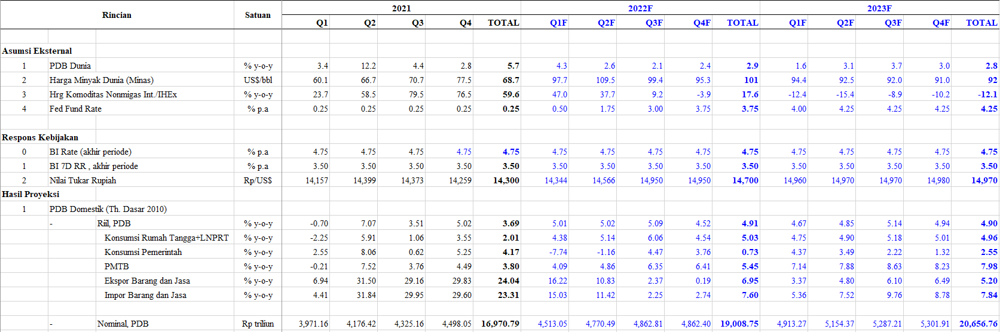 Rincian Satuan 2021 2022F 2023F
Q1 Q2 Q3 Q4 TOTAL Q1F Q2F Q3F Q4F TOTAL Q1F Q2F Q3F Q4F TOTAL
Asumsi Eksternal
1 PDB Dunia % y-o-y 3.4 12.2 4.4 2.8 5.7 4.3 2.6 2.1 2.4 2.9 1.6 3.1 3.7 3.0 2.8
2 Harga Minyak Dunia (Minas) US$/bbl 60.1 66.7 70.7 77.5 68.7 97.7 109.5 99.4 95.3 101 94.4 92.5 92.0 91.0 92
3 Hrg Komoditas Nonmigas Int./IHEx % y-o-y 23.7 58.5 79.5 76.5 59.6 47.0 37.7 9.2 -3.9 17.6 -12.4 -15.4 -8.9 -10.2 -12.1
4 Fed Fund Rate % p.a 0.25 0.25 0.25 0.25 0.25 0.50 1.75 3.00 3.75 3.75 4.00 4.25 4.25 4.25 4.25
Respons Kebijakan
0 BI Rate (akhir periode) % p.a 4.75 4.75 4.75 4.75 4.75 4.75 4.75 4.75 4.75 4.75 4.75 4.75 4.75 4.75 4.75
1 BI 7D RR , akhir periode % p.a 3.50 3.50 3.50 3.50 3.50 3.50 3.50 3.50 3.50 3.50 3.50 3.50 3.50 3.50 3.50
2 Nilai Tukar Rupiah Rp/US$ 14,157 14,399 14,373 14,259 14,300 14,344 14,566 14,950 14,950 14,700 14,960 14,970 14,970 14,980 14,970
Hasil Proyeksi
1 PDB Domestik (Th. Dasar 2010)
- Riil, PDB % y-o-y -0.70 7.07 3.51 5.02 3.69 5.01 5.02 5.09 4.52 4.91 4.67 4.85 5.14 4.94 4.90
Konsumsi Rumah Tangga+LNPRT % y-o-y -2.25 5.91 1.06 3.55 2.01 4.38 5.14 6.06 4.54 5.03 4.75 4.90 5.18 5.01 4.96
Konsumsi Pemerintah % y-o-y 2.55 8.06 0.62 5.25 4.17 -7.74 -1.16 4.47 3.76 0.73 4.37 3.49 2.22 1.32 2.55
PMTB % y-o-y -0.21 7.52 3.76 4.49 3.80 4.09 4.86 6.35 6.41 5.45 7.14 7.88 8.63 8.23 7.98
Ekspor Barang dan Jasa % y-o-y 6.94 31.50 29.16 29.83 24.04 16.22 10.83 2.37 0.19 6.95 3.37 4.80 6.10 6.49 5.20
Impor Barang dan Jasa % y-o-y 4.41 31.84 29.95 29.60 23.31 15.03 11.42 2.25 2.74 7.60 5.36 7.52 9.76 8.78 7.84
- Nominal, PDB Rp triliun 3,971.16 4,176.42 4,325.16 4,498.05 16,970.79 4,513.05 4,770.49 4,862.81 4,862.40 19,008.75 4,913.27 5,154.37 5,287.21 5,301.91 20,656.76